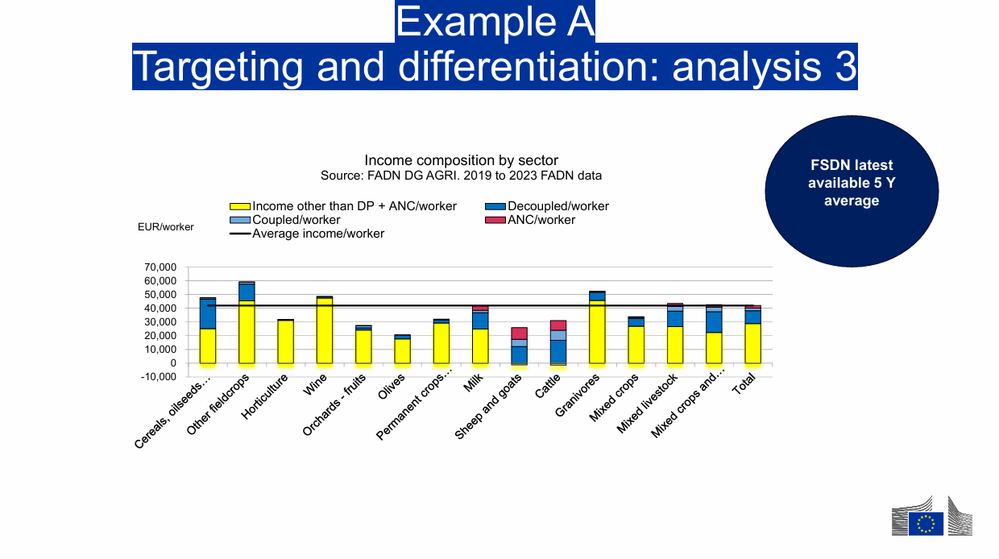 Example A
Targeting and differentiation: analysis 3
FSDN latest
available 5 Y
average
Income composition by sector
Source: FADN DG AGRI. 2019 to 2023 FADN data
Income other than DP + ANC/worker
Decoupled/worker
Coupled/worker
ANC/worker
Average income/worker
EUR/worker
70,000
60,000
50,000
40,000
30,000
20,000
10,000
0
-10,000
Cereals, oilseeds…
Other fieldcrops
Horticulture
Wine
Orchards - fruits
Olives
Permanent crops…
Milk
Sheep and goats
Cattle
Granivores
Mixed crops
Mixed livestock
Mixed crops and…
Total